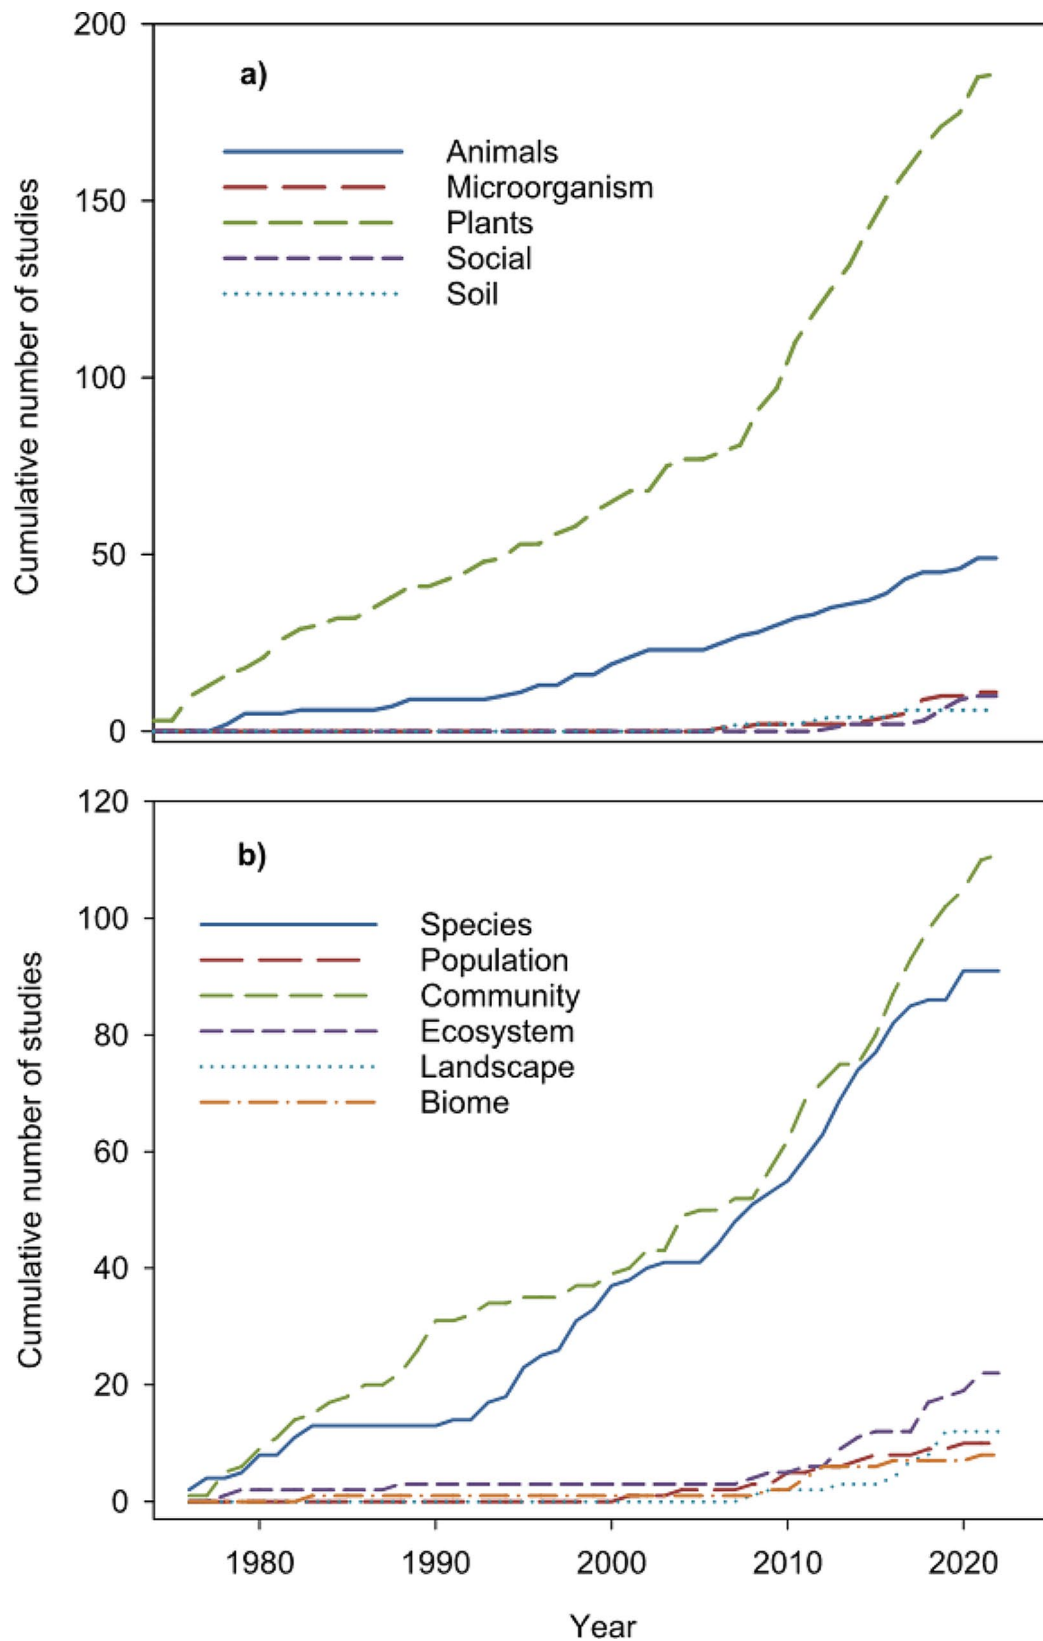 200
a)
Animals
Microorganism
Plants
Social
Soil
150
100
50
0
Cumulative number of studies
120
b)
Species
Population
Community
Ecosystem
Landscape
Biome
100
80
60
40
20
0
Cumulative number of studies
1980 1990 2000 2010 2020
Year